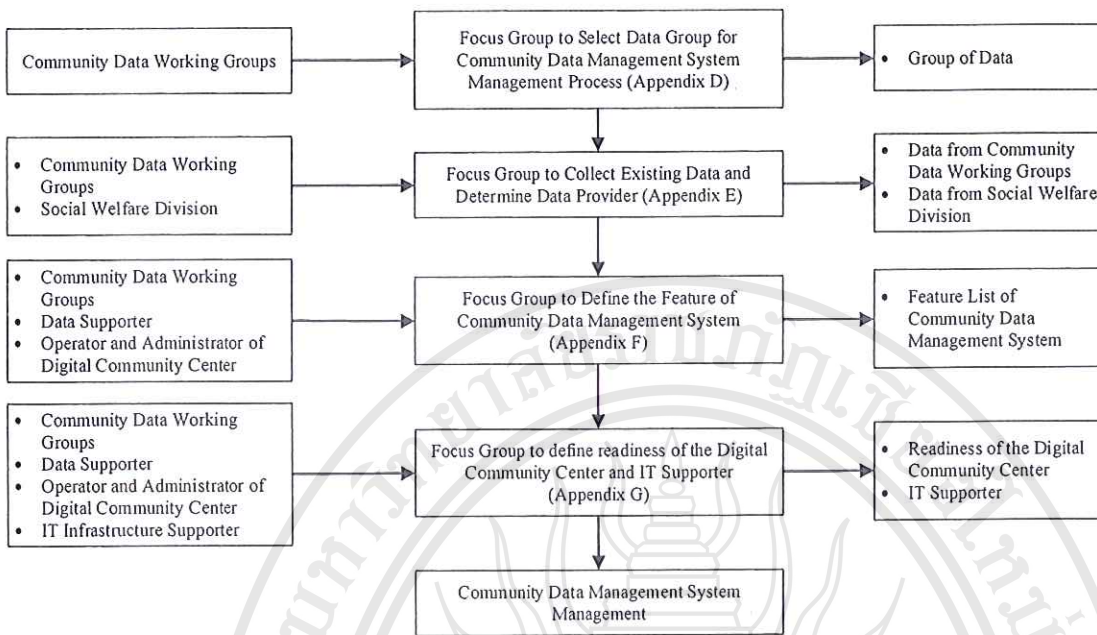 Community Data Working Groups
Focus Group to Select Data Group for
Community Data Management System
Management Process (Appendix D)
• Group of Data
• Community Data Working
Groups
• Social Welfare Division
Focus Group to Collect Existing Data and
Determine Data Provider (Appendix E)
• Data from Community
Data Working Groups
• Data from Social Welfare
Division
• Community Data Working
Groups
• Data Supporter
• Operator and Administrator of
Digital Community Center
Focus Group to Define the Feature of
Community Data Management System
(Appendix F)
• Feature List of
Community Data
Management System
• Community Data Working
Groups
• Data Supporter
• Operator and Administrator of
Digital Community Center
• IT Infrastructure Supporter
Focus Group to define readiness of the Digital
Community Center and IT Supporter
(Appendix G)
• Readiness of the Digital
Community Center
• IT Supporter
Community Data Management System
Management